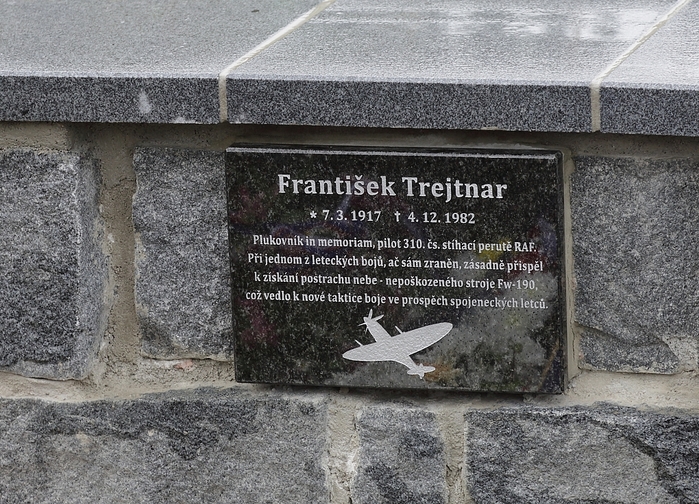 František Trejtnar
* 7. 3. 1917 † 4. 12. 1982
Plukovník in memoriam, pilot 310. čs. stíhací perutě RAF.
Při jednom z leteckých bojů, ač sám zraněn, zásadně přispěl
k získání postrachu nebe - nepoškozeného stroje Fw-190,
což vedlo k nové taktice boje ve prospěch spojeneckých letců.